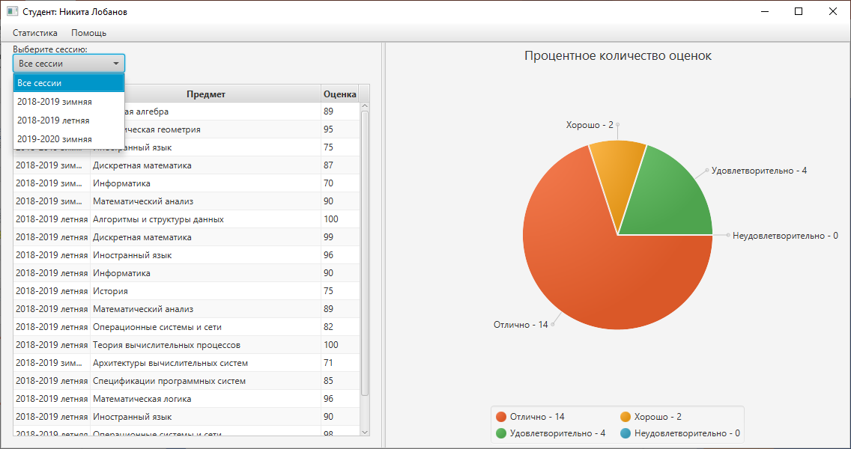 Студент: Никита Лобанов
Статистика Помощь
Выберите сессию:
Все сессии
Все сессии
2018-2019 зимняя
2018-2019 летняя
2019-2020 зимняя
Предмет Оценка
ая алгебра 89
ическая геометрия 95
Иностранный язык 75
2018-2019 зим... Дискретная математика 87
2018-2019 зим... Информатика 70
2018-2019 зим... Математический анализ 90
2018-2019 летняя Алгоритмы и структуры данных 100
2018-2019 летняя Дискретная математика 99
2018-2019 летняя Иностранный язык 96
2018-2019 летняя Информатика 90
2018-2019 летняя История 75
2018-2019 летняя Математический анализ 89
2018-2019 летняя Операционные системы и сети 82
2018-2019 летняя Теория вычислительных процессов 100
2018-2019 зим... Архитектуры вычислительных систем 71
2018-2019 летняя Спецификации программных систем 85
2018-2019 летняя Математическая логика 96
2018-2019 летняя Иностранный язык 90
2018-2019 летняя Операционные системы и сети 98
Процентное количество оценок
Хорошо - 2
Удовлетворительно - 4
Неудовлетворительно - 0
Отлично - 14
Отлично - 14 Хорошо - 2
Удовлетворительно - 4 Неудовлетворительно - 0